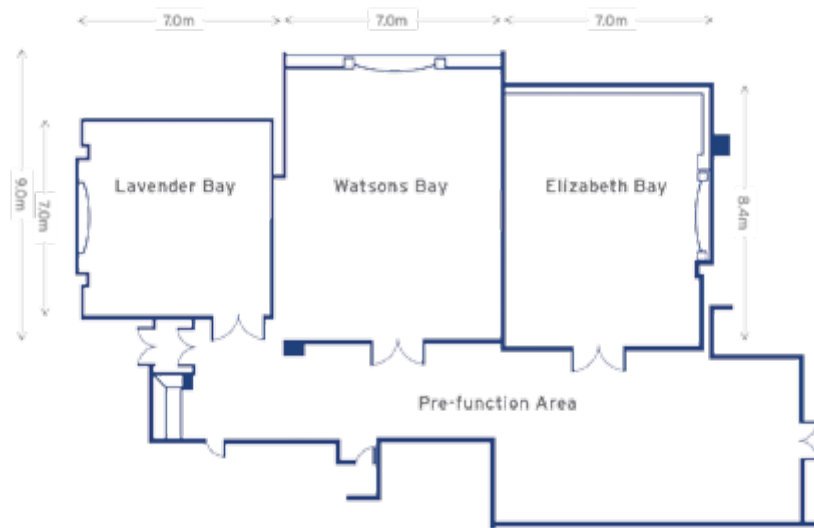 7.0m
7.0m
7.0m
Lavender Bay
Watsons Bay
Elizabeth Bay
9.0m
7.0m
8.4m
Pre-function Area